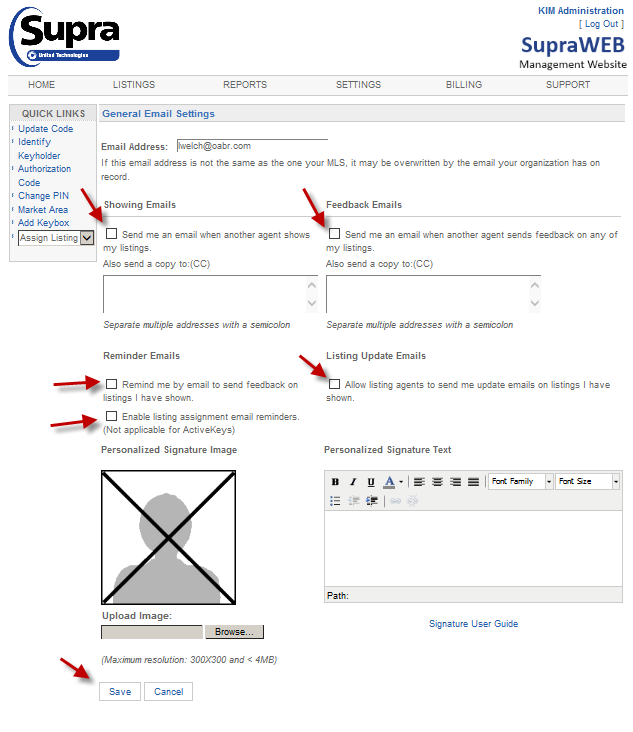 Supra
United Technologies
KIM Administration
[ Log Out ]
SupraWEB
Management Website
HOME LISTINGS REPORTS SETTINGS BILLING SUPPORT
QUICK LINKS
Update Code
Identify
Keyholder
Authorization
Code
Change PIN
Market Area
Add Keybox
Assign Listing
General Email Settings
Email Address: lwelch@oabr.com
If this email address is not the same as the one your MLS, it may be overwritten by the email your organization has on
record.
Showing Emails
Send me an email when another agent shows
my listings.
Also send a copy to:(CC)
Separate multiple addresses with a semicolon
Feedback Emails
Send me an email when another agent sends feedback on any of
my listings.
Also send a copy to:(CC)
Separate multiple addresses with a semicolon
Reminder Emails
Remind me by email to send feedback on
listings I have shown.
Enable listing assignment email reminders.
(Not applicable for ActiveKeys)
Listing Update Emails
Allow listing agents to send me update emails on listings I have
shown.
Personalized Signature Image
Upload Image:
Browse...
(Maximum resolution: 300X300 and < 4MB)
Personalized Signature Text
B I U A Font Family Font Size
Path:
Signature User Guide
Save Cancel